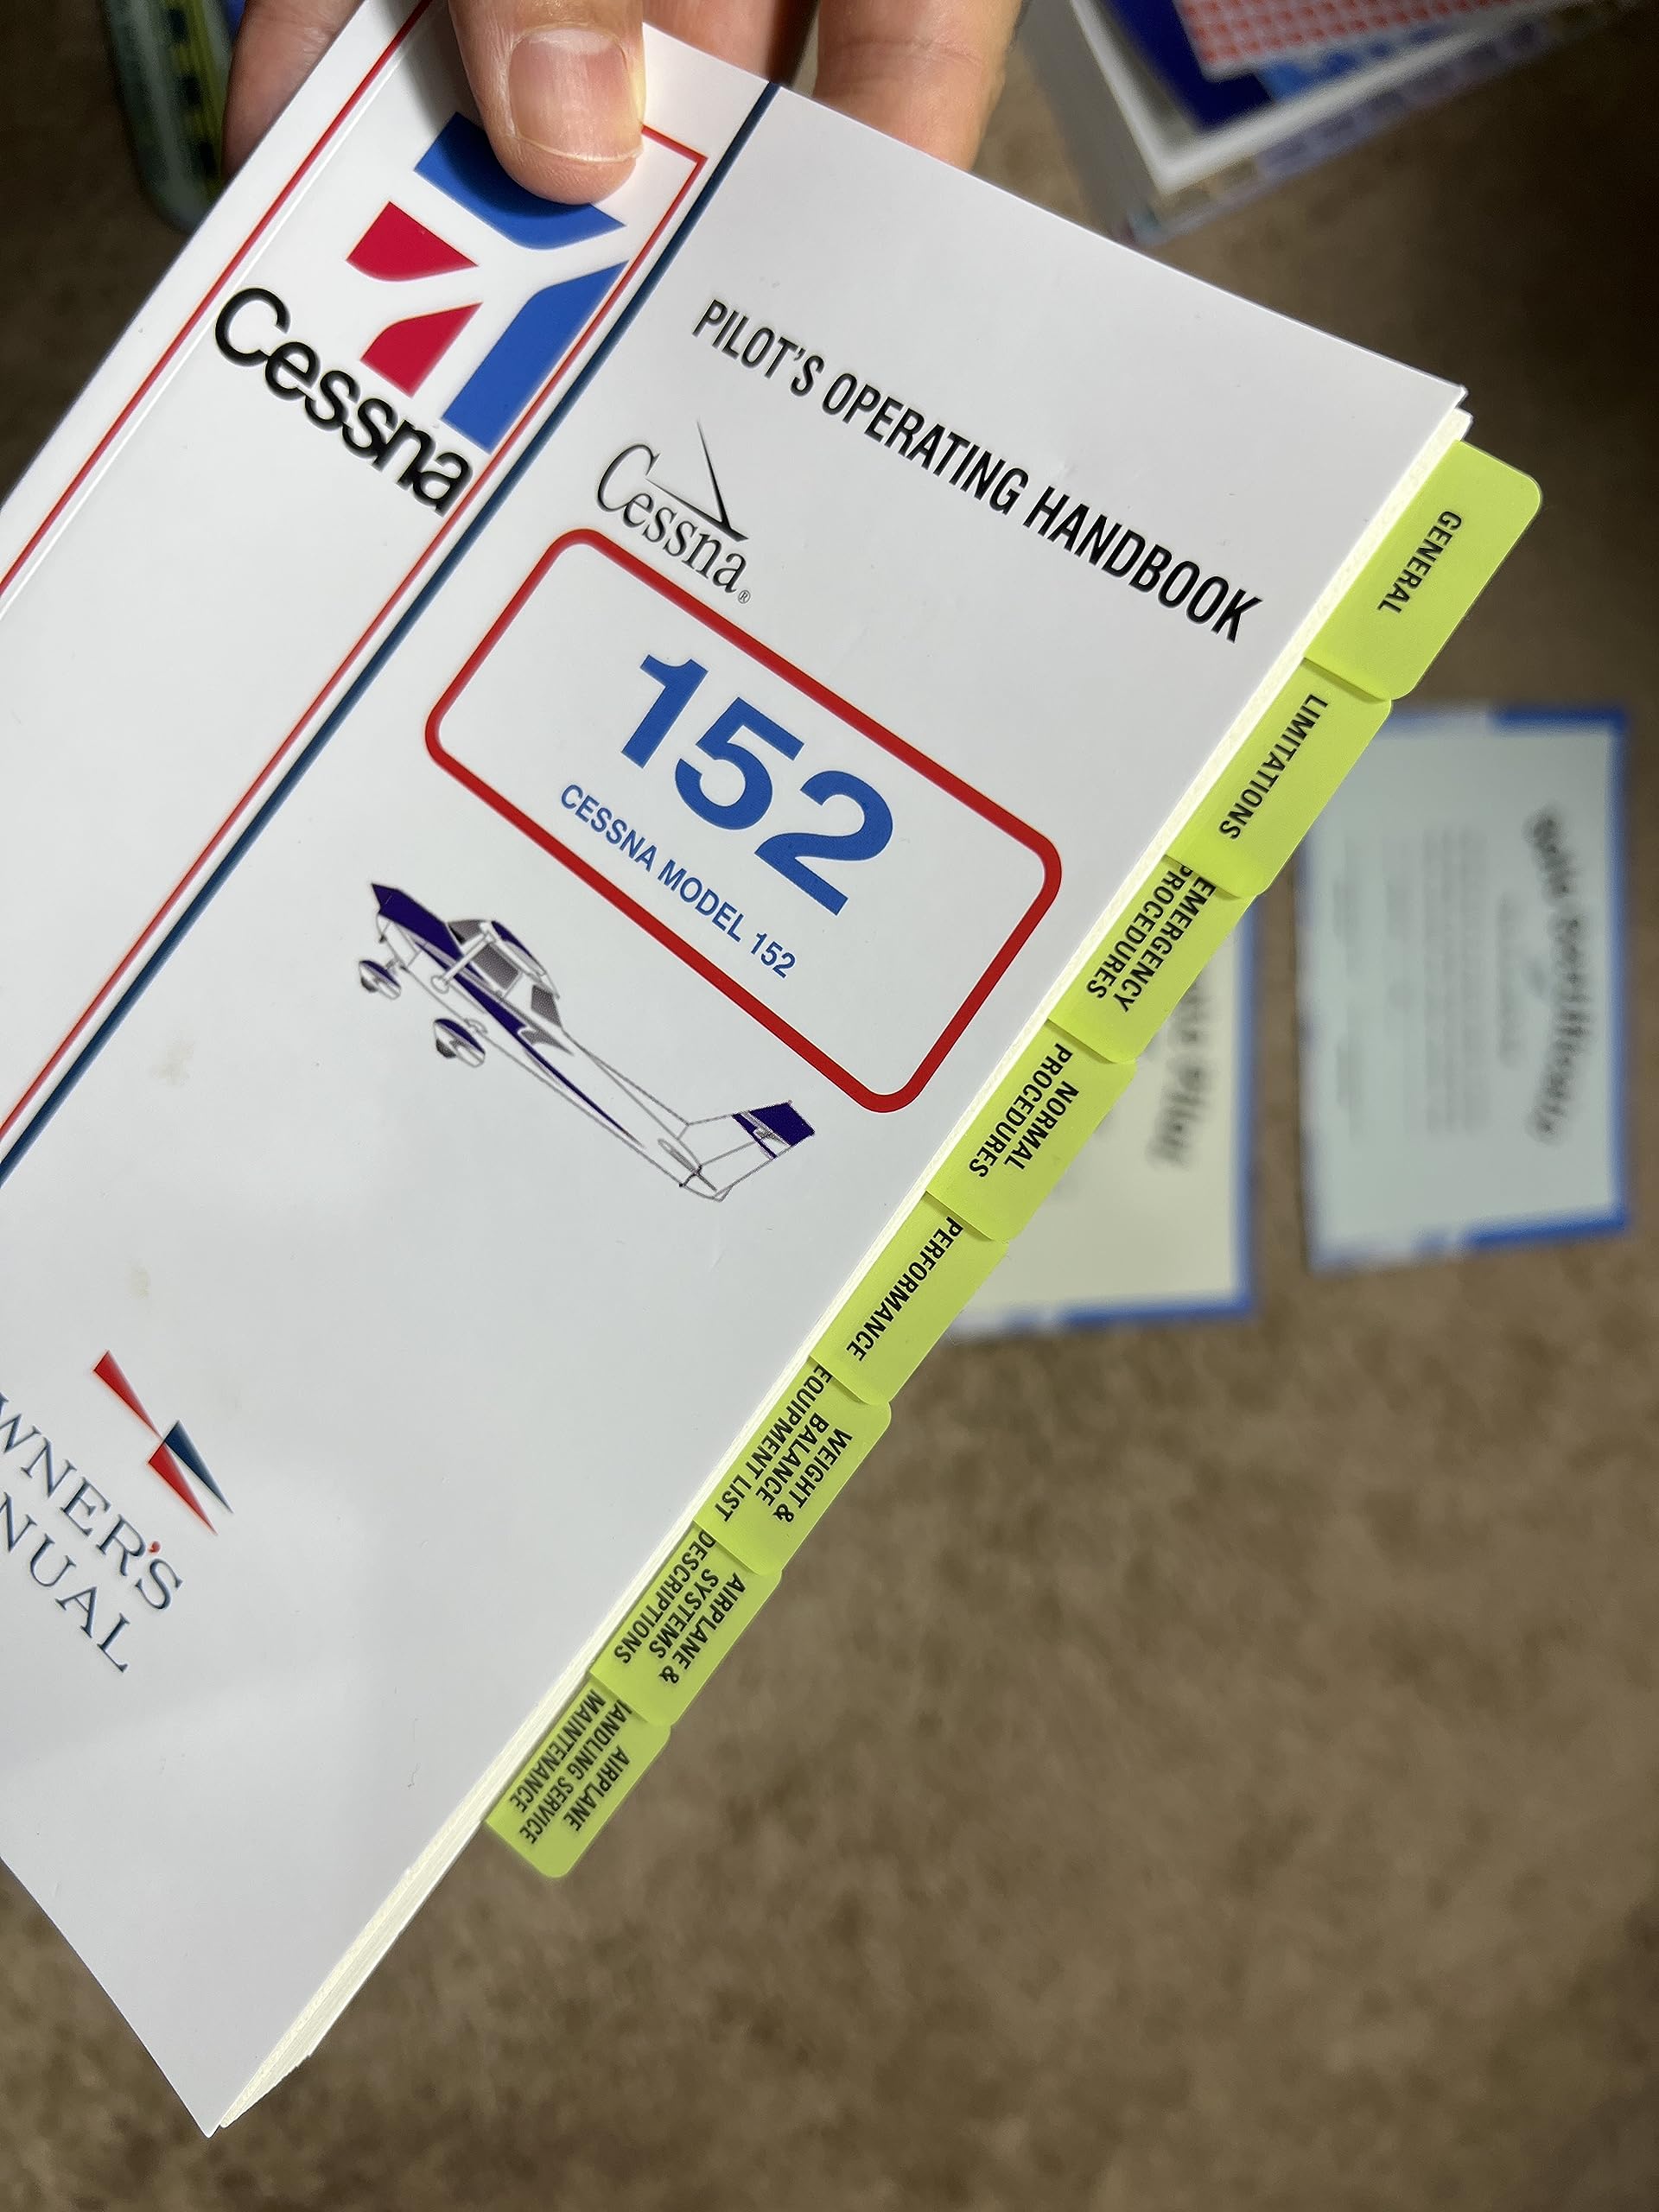 Cessna
PILOT'S OPERATING HANDBOOK
Cessna®
152
CESSNA MODEL 152
WNER'S
NUAL
GENERAL
LIMITATIONS
EMERGENCY
PROCEDURES
NORMAL
PROCEDURES
PERFORMANCE
WEIGHT &
BALANCE
EQUIPMENT LIST
AIRPLANE &
SYSTEMS
DESCRIPTIONS
AIRPLANE
HANDLING SERVICE
MAINTENANCE